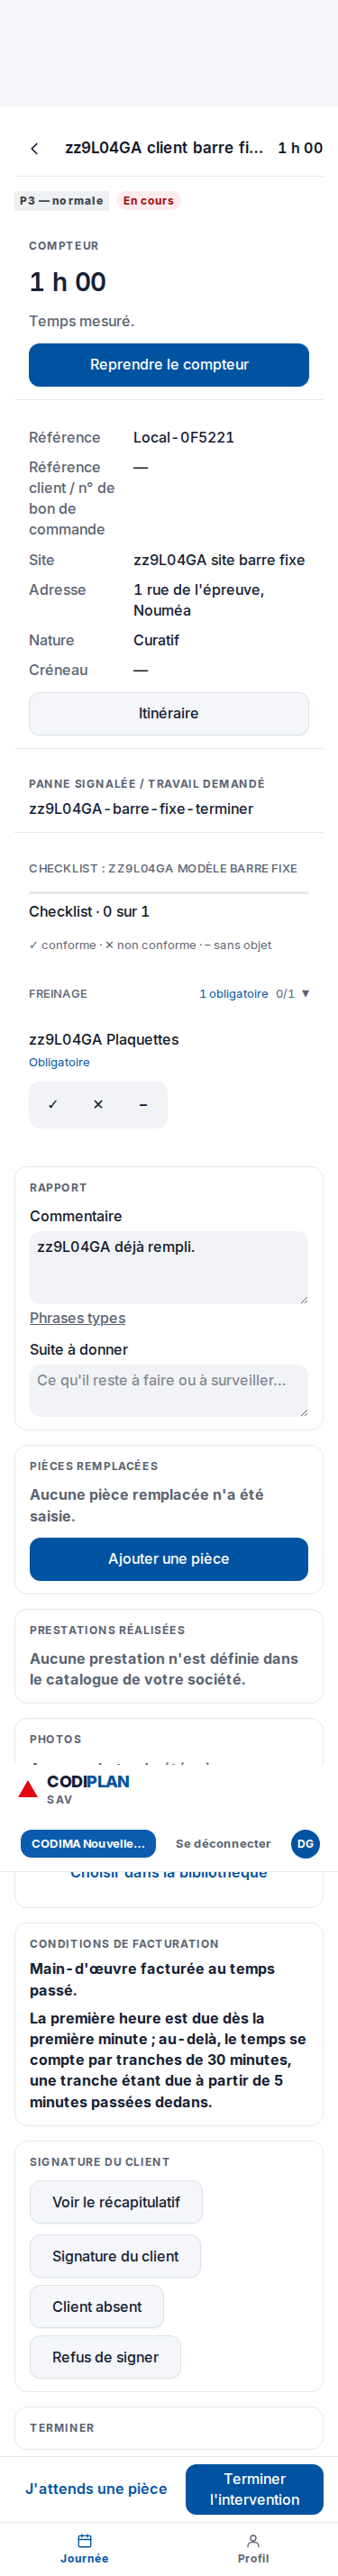 zz9L04GA client barre fi... 1 h 00
P3 — normale En cours
COMPTEUR
1 h 00
Temps mesuré.
Reprendre le compteur
Référence Local-0F5221
Référence —
client / n° de
bon de
commande
Site zz9L04GA site barre fixe
Adresse 1 rue de l'épreuve,
Nouméa
Nature Curatif
Créneau —
Itinéraire
PANNE SIGNALÉE / TRAVAIL DEMANDÉ
zz9L04GA-barre-fixe-terminer
CHECKLIST : ZZ9L04GA MODÈLE BARRE FIXE
Checklist · 0 sur 1
✓ conforme · ✕ non conforme · – sans objet
FREINAGE 1 obligatoire 0/1 ▼
zz9L04GA Plaquettes
Obligatoire
✓ ✕ –
RAPPORT
Commentaire
zz9L04GA déjà rempli.
Phrases types
Suite à donner
Ce qu'il reste à faire ou à surveiller...
PIÈCES REMPLACÉES
Aucune pièce remplacée n'a été
saisie.
Ajouter une pièce
PRESTATIONS RÉALISÉES
Aucune prestation n'est définie dans
le catalogue de votre société.
PHOTOS
CODIPLAN
SAV
CODIMA Nouvelle... Se déconnecter DG
Choisir dans la bibliothèque
CONDITIONS DE FACTURATION
Main-d'œuvre facturée au temps
passé.
La première heure est due dès la
première minute ; au-delà, le temps se
compte par tranches de 30 minutes,
une tranche étant due à partir de 5
minutes passées dedans.
SIGNATURE DU CLIENT
Voir le récapitulatif
Signature du client
Client absent
Refus de signer
TERMINER
J'attends une pièce Terminer
l'intervention
Journée Profil